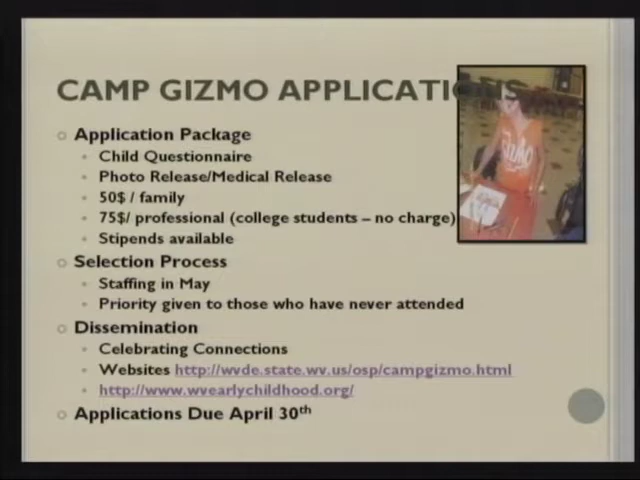 CAMP GIZMO APPLICATIONS
Application Package
Child Questionnaire
Photo Release/Medical Release
50$ / family
75$/ professional (college students – no charge)
Stipends available
Selection Process
Staffing in May
Priority given to those who have never attended
Dissemination
Celebrating Connections
Websites http://wvde.state.wv.us/osp/campgizmo.html
http://www.wvearlychildhood.org/
Applications Due April 30th